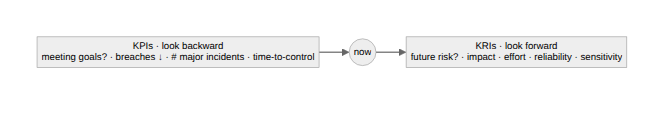 KPIs · look backward
meeting goals? · breaches ↓ · # major incidents · time-to-control
now
KRIs · look forward
future risk? · impact · effort · reliability · sensitivity